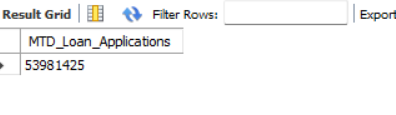 Result Grid Filter Rows: Export
MTD_Loan_Applications
53981425